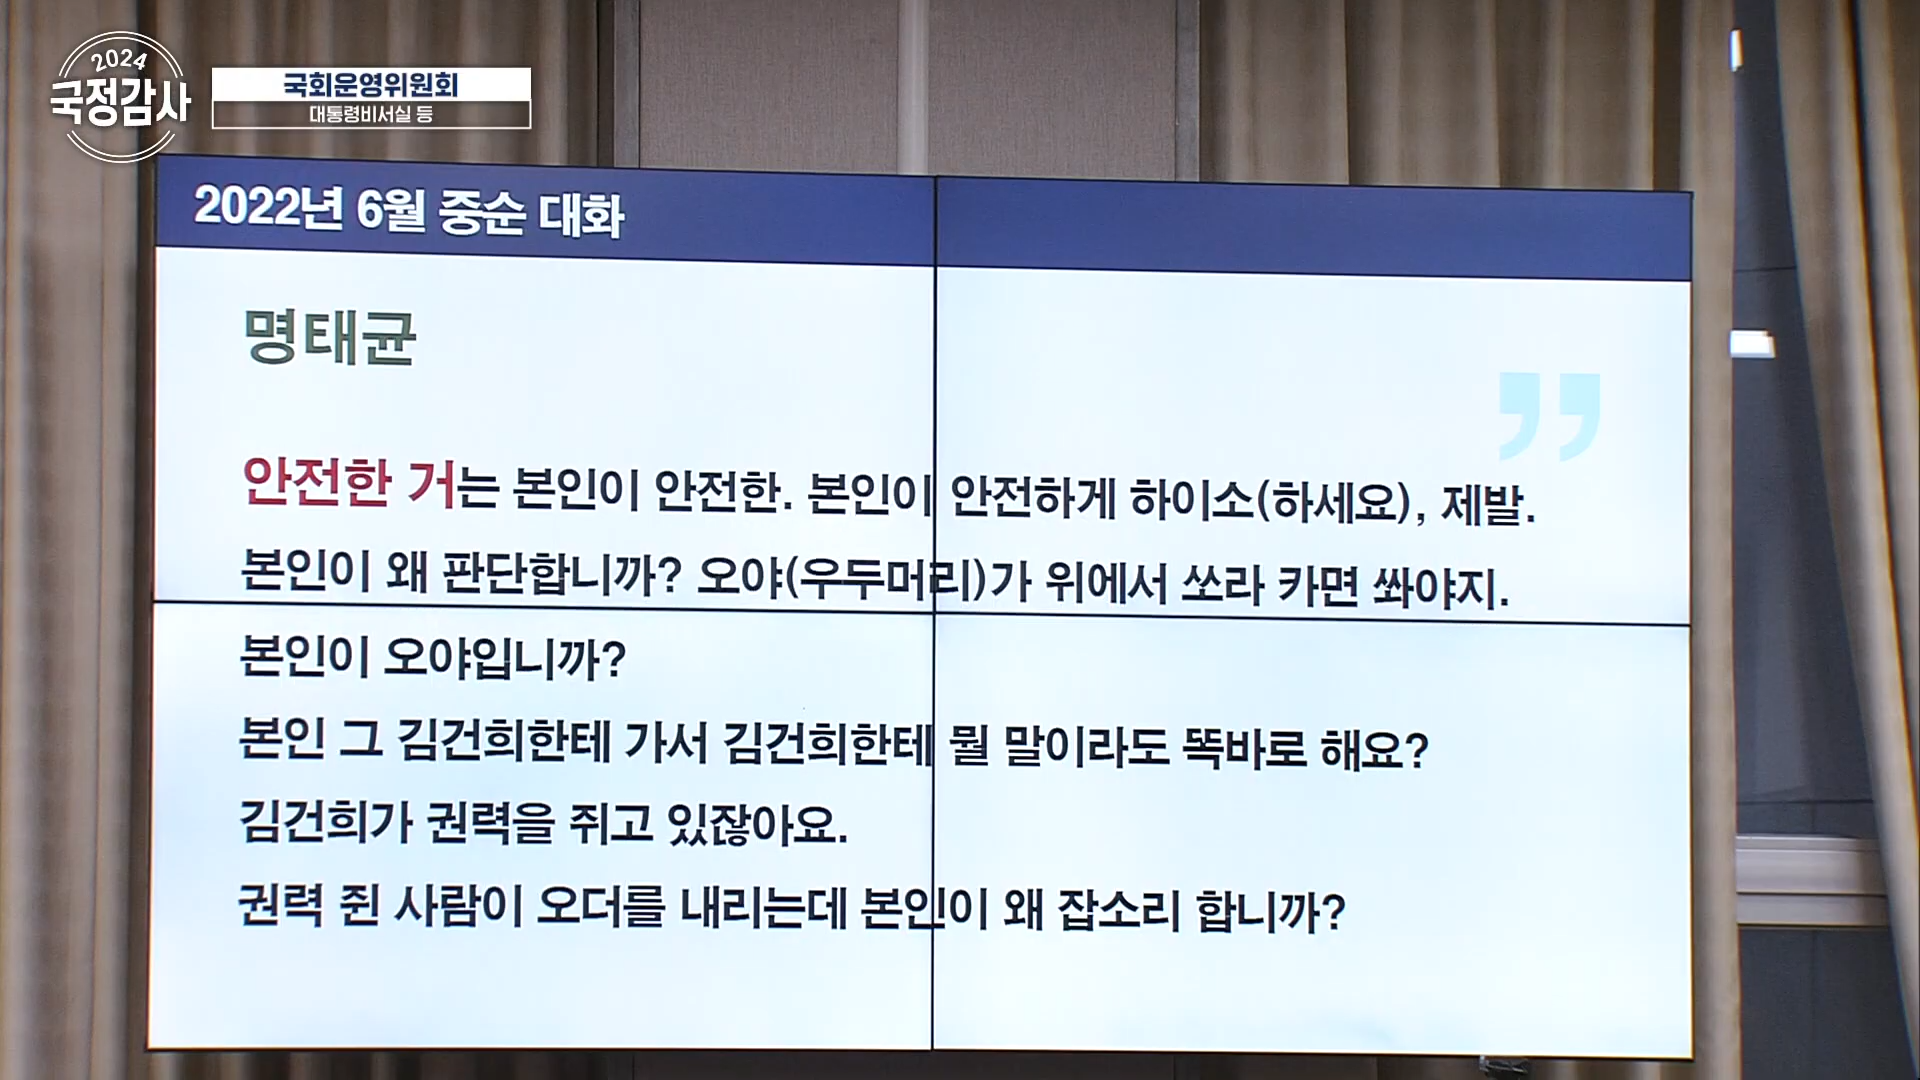 2024
국정감사
국회운영위원회
대통령비서실 등
2022년 6월 중순 대화
명태균
”
안전한 거는 본인이 안전한. 본인이 안전하게 하이소(하세요), 제발.
본인이 왜 판단합니까? 오야(우두머리)가 위에서 쏘라 카면 쏴야지.
본인이 오야입니까?
본인 그 김건희한테 가서 김건희한테 뭘 말이라도 똑바로 해요?
김건희가 권력을 쥐고 있잖아요.
권력 쥔 사람이 오더를 내리는데 본인이 왜 잡소리 합니까?